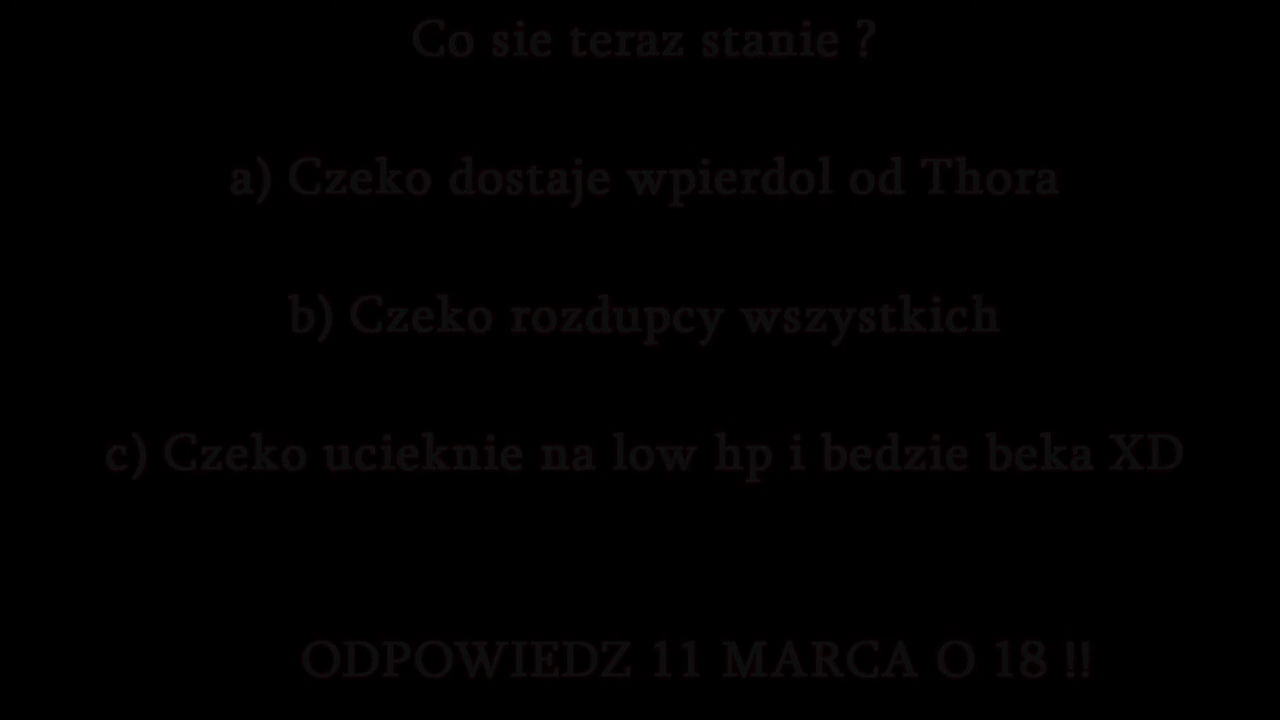 Co sie teraz stanie ?
a) Czeko dostaje wpierdol od Thora
b) Czeko rozdupcy wszystkich
c) Czeko ucieknie na low hp i bedzie beka XD
ODPOWIEDZ 11 MARCA O 18 !!